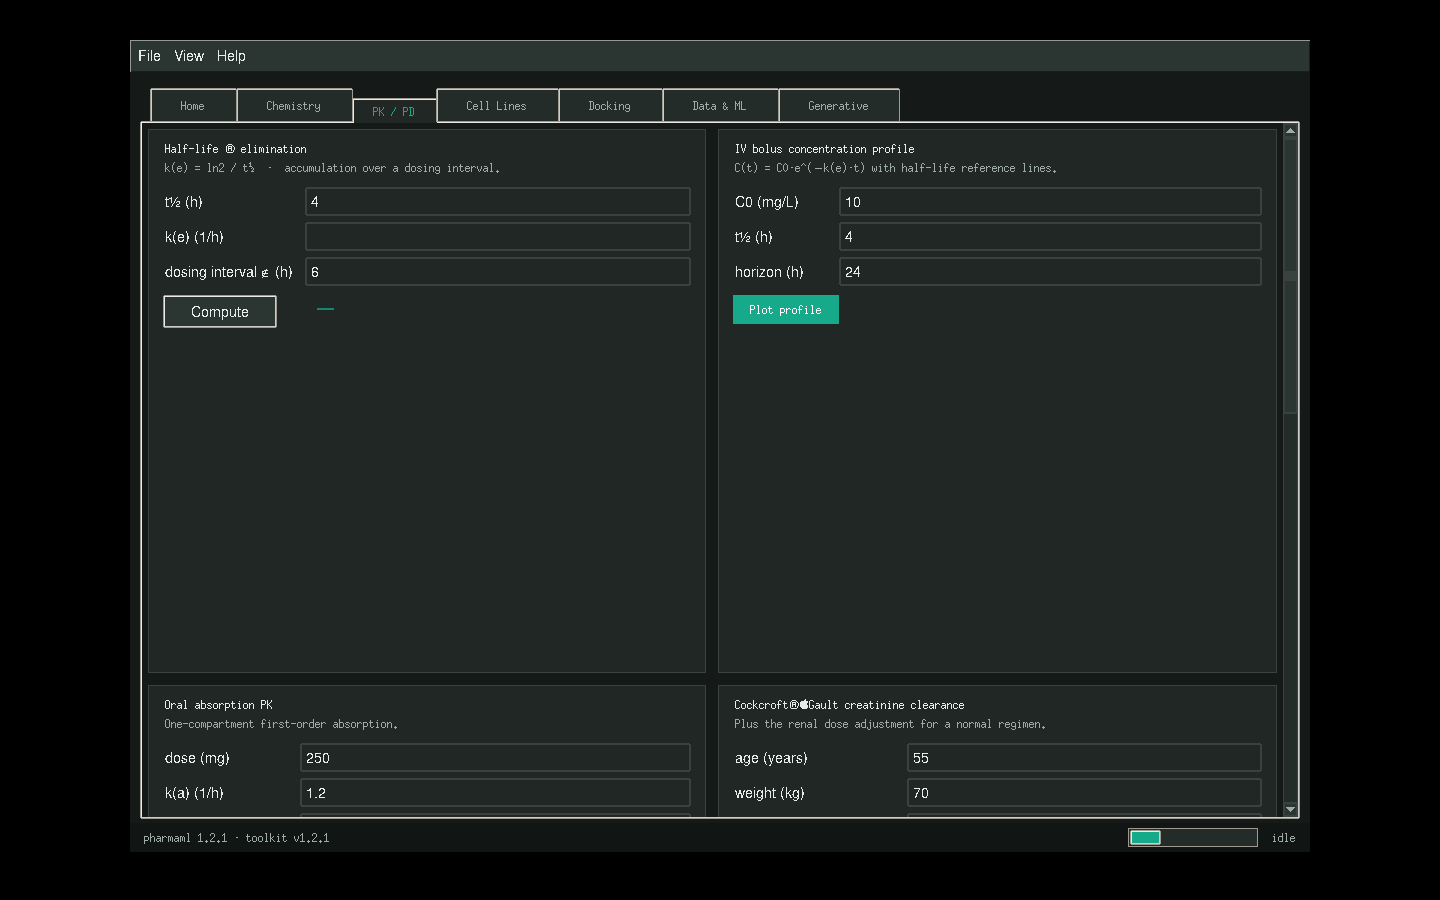 File View Help
Home Chemistry PK / PD Cell Lines Docking Data & ML Generative
Half-life ® elimination
k(e) = ln2 / t½ · accumulation over a dosing interval.
t½ (h) 4
k(e) (1/h)
dosing interval ∉ (h) 6
Compute —
IV bolus concentration profile
C(t) = C0·e^(−k(e)·t) with half-life reference lines.
C0 (mg/L) 10
t½ (h) 4
horizon (h) 24
Plot profile
Oral absorption PK
One-compartment first-order absorption.
dose (mg) 250
k(a) (1/h) 1.2
Cockcroft®Gault creatinine clearance
Plus the renal dose adjustment for a normal regimen.
age (years) 55
weight (kg) 70
pharmaml 1.2.1 · toolkit v1.2.1
idle